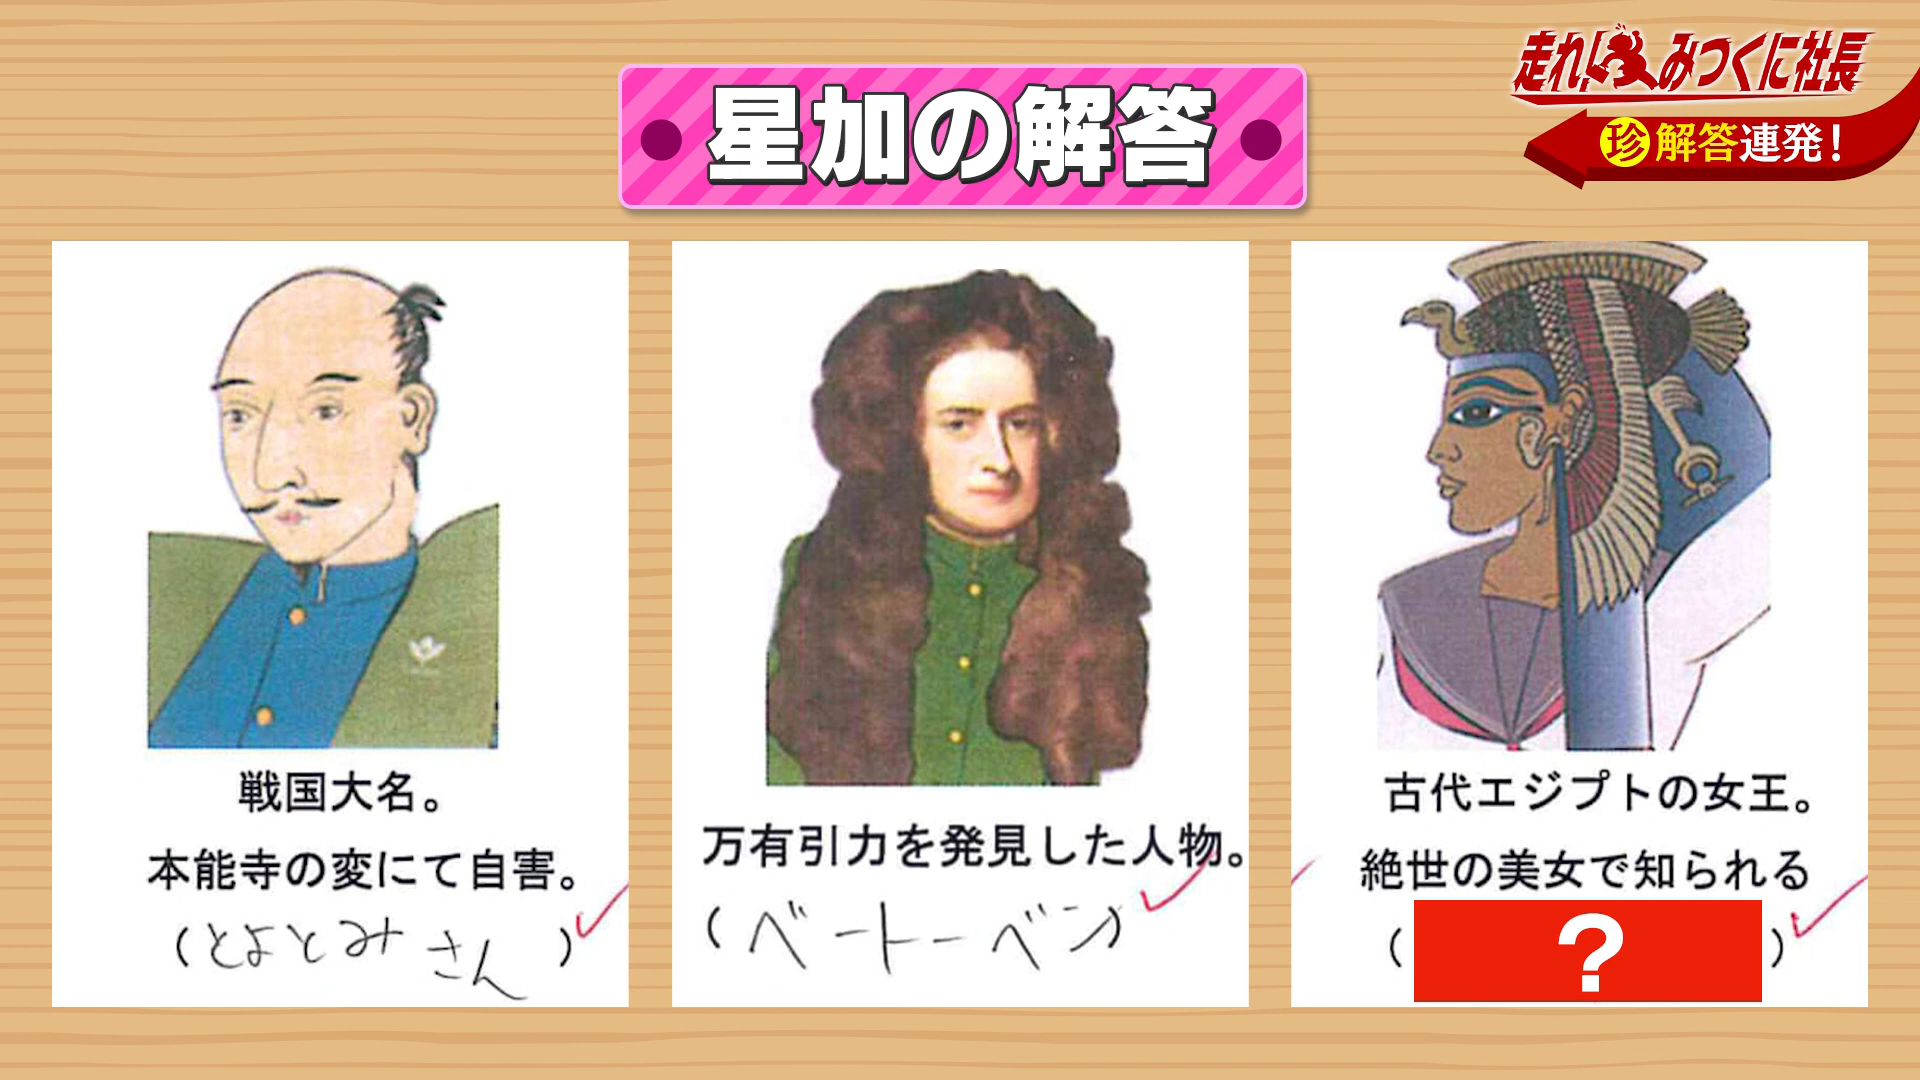 走れ!みつくに社長
珍解答連発!
星加の解答
戦国大名。
本能寺の変にて自害。
(とよとみさん)
万有引力を発見した人物。
(ベートーベン)
古代エジプトの女王。
絶世の美女で知られる
(?)